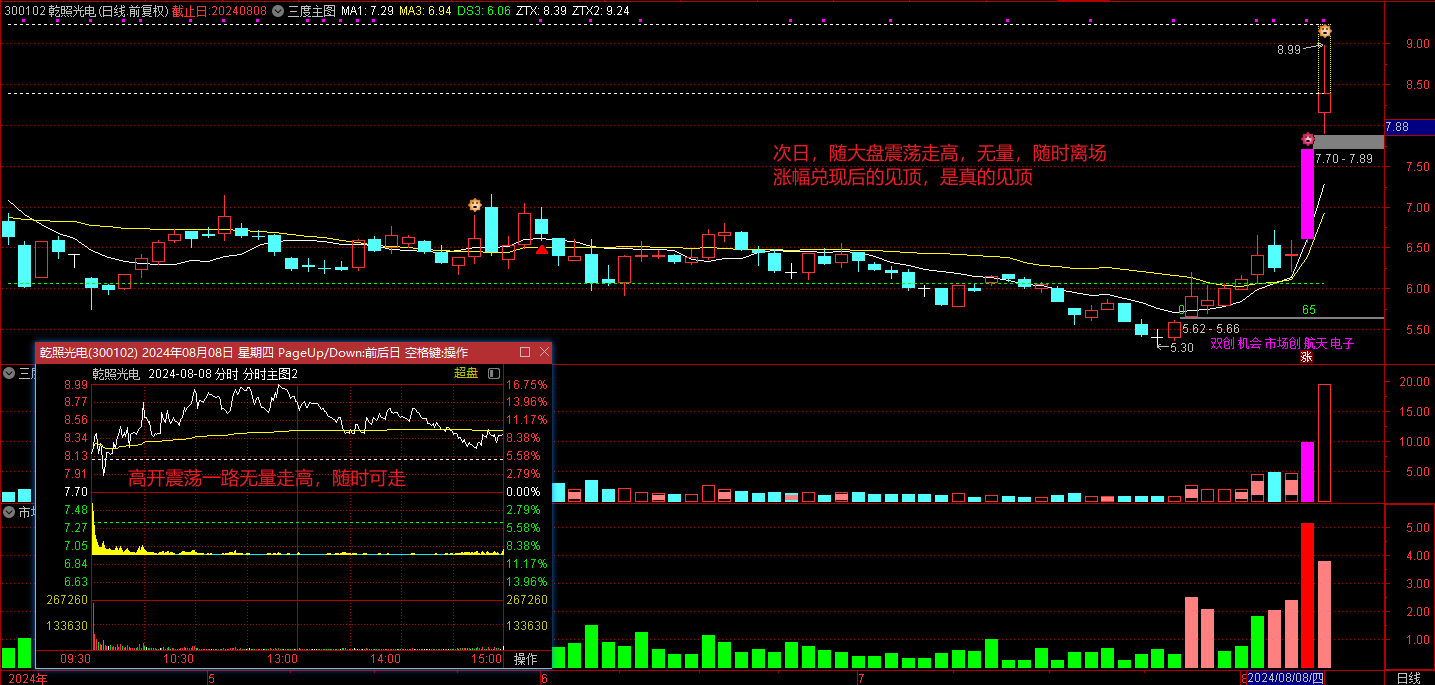 300102 乾照光电(日线.前复权) 截止日:20240808 三度主图 MA1: 7.29 MA3: 6.94 DS3: 6.06 ZTX: 8.39 ZTX2: 9.24
9.00
8.99
8.50
7.88
次日，随大盘震荡走高，无量，随时离场
涨幅兑现后的见顶，是真的见顶
7.70 - 7.89
7.50
7.00
6.50
6.00
65
5.62 - 5.66
5.50
5.30
双创 机会 市场创 航天 电子
涨
乾照光电(300102) 2024年08月08日 星期四 PageUp/Down:前后日 空格键:操作
乾照光电 2024-08-08 分时 分时主图2 超盘
8.99 16.75%
8.77 13.96%
8.56 11.17%
8.34 8.38%
8.13 5.58%
7.91 2.79%
高开震荡一路无量走高，随时可走
7.70 0.00%
7.48 2.79%
7.27 5.58%
7.05 8.38%
6.84 11.17%
6.63 13.96%
267260 267260
133630 133630
09:30 10:30 13:00 14:00 15:00 操作
20.00
15.00
10.00
5.00
5.00
4.00
3.00
2.00
1.00
2024年 5 6 7 8 2024/08/08/四 日线